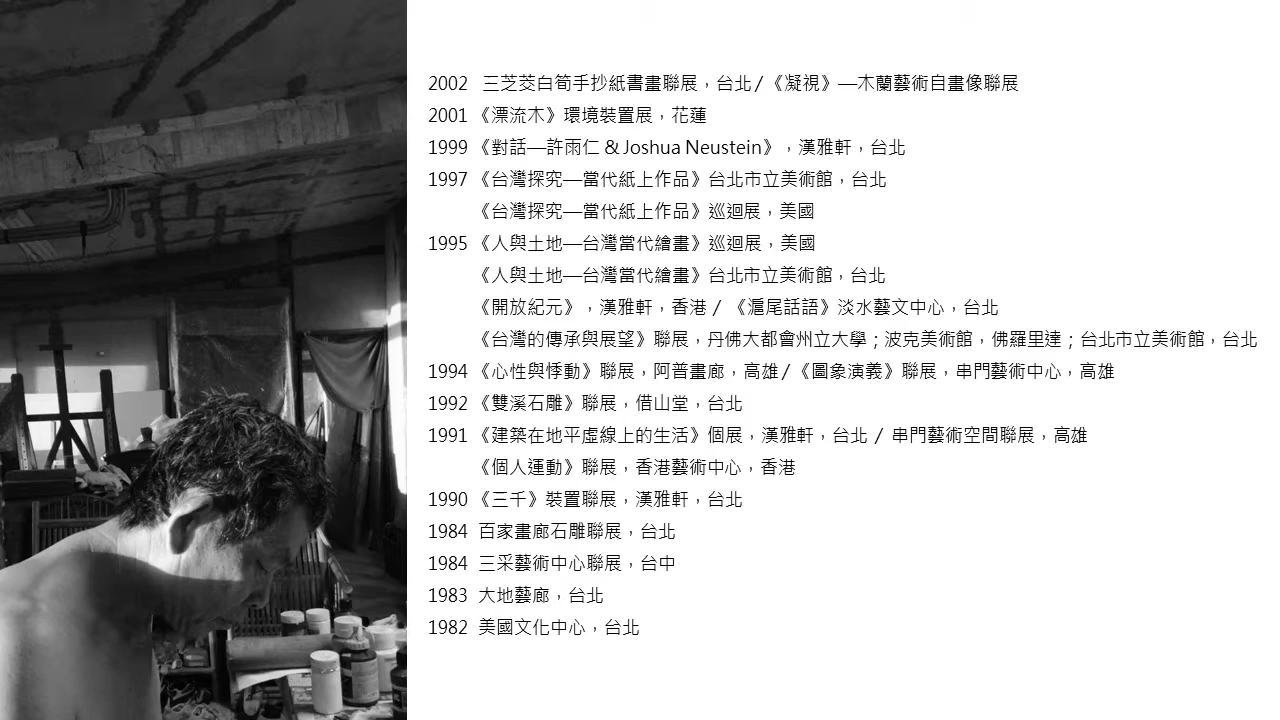 2002 三芝茭白筍手抄紙書畫聯展，台北 / 《凝視》—木蘭藝術自畫像聯展
2001 《漂流木》環境裝置展，花蓮
1999 《對話—許雨仁 & Joshua Neustein》，漢雅軒，台北
1997 《台灣探究—當代紙上作品》台北市立美術館，台北
《台灣探究—當代紙上作品》巡迴展，美國
1995 《人與土地—台灣當代繪畫》巡迴展，美國
《人與土地—台灣當代繪畫》台北市立美術館，台北
《開放紀元》，漢雅軒，香港 / 《滬尾話語》淡水藝文中心，台北
《台灣的傳承與展望》聯展，丹佛大都會州立大學；波克美術館，佛羅里達；台北市立美術館，台北
1994 《心性與悸動》聯展，阿普畫廊，高雄 / 《圖象演義》聯展，串門藝術中心，高雄
1992 《雙溪石雕》聯展，借山堂，台北
1991 《建築在地平虛線上的生活》個展，漢雅軒，台北 / 串門藝術空間聯展，高雄
《個人運動》聯展，香港藝術中心，香港
1990 《三千》裝置聯展，漢雅軒，台北
1984 百家畫廊石雕聯展，台北
1984 三采藝術中心聯展，台中
1983 大地藝廊，台北
1982 美國文化中心，台北